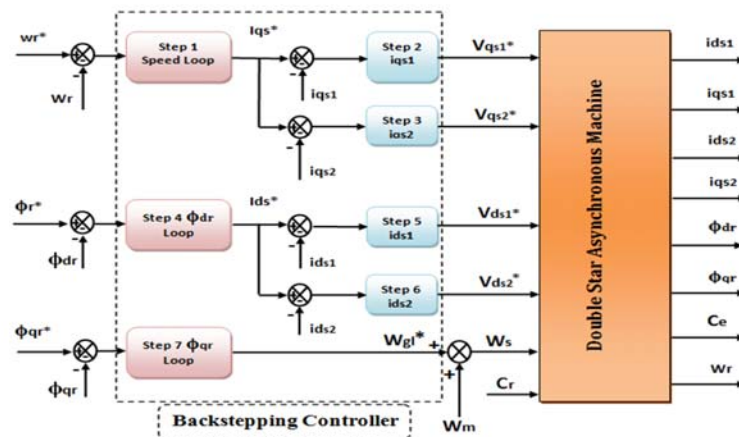 wr*
Wr
Step 1
Speed Loop
Iqs*
iqs1
Step 2
iqs1
Vqs1*
iqs2
Step 3
iqs2
Vqs2*
ϕr*
ϕdr
Step 4 ϕdr
Loop
Ids*
ids1
Step 5
ids1
Vds1*
ids2
Step 6
ids2
Vds2*
ϕqr*
ϕqr
Step 7 ϕqr
Loop
Wgl*
+
+
Ws
Wm
Cr
Backstepping Controller
Double Star Asynchronous Machine
ids1
iqs1
ids2
iqs2
ϕdr
ϕqr
Ce
Wr